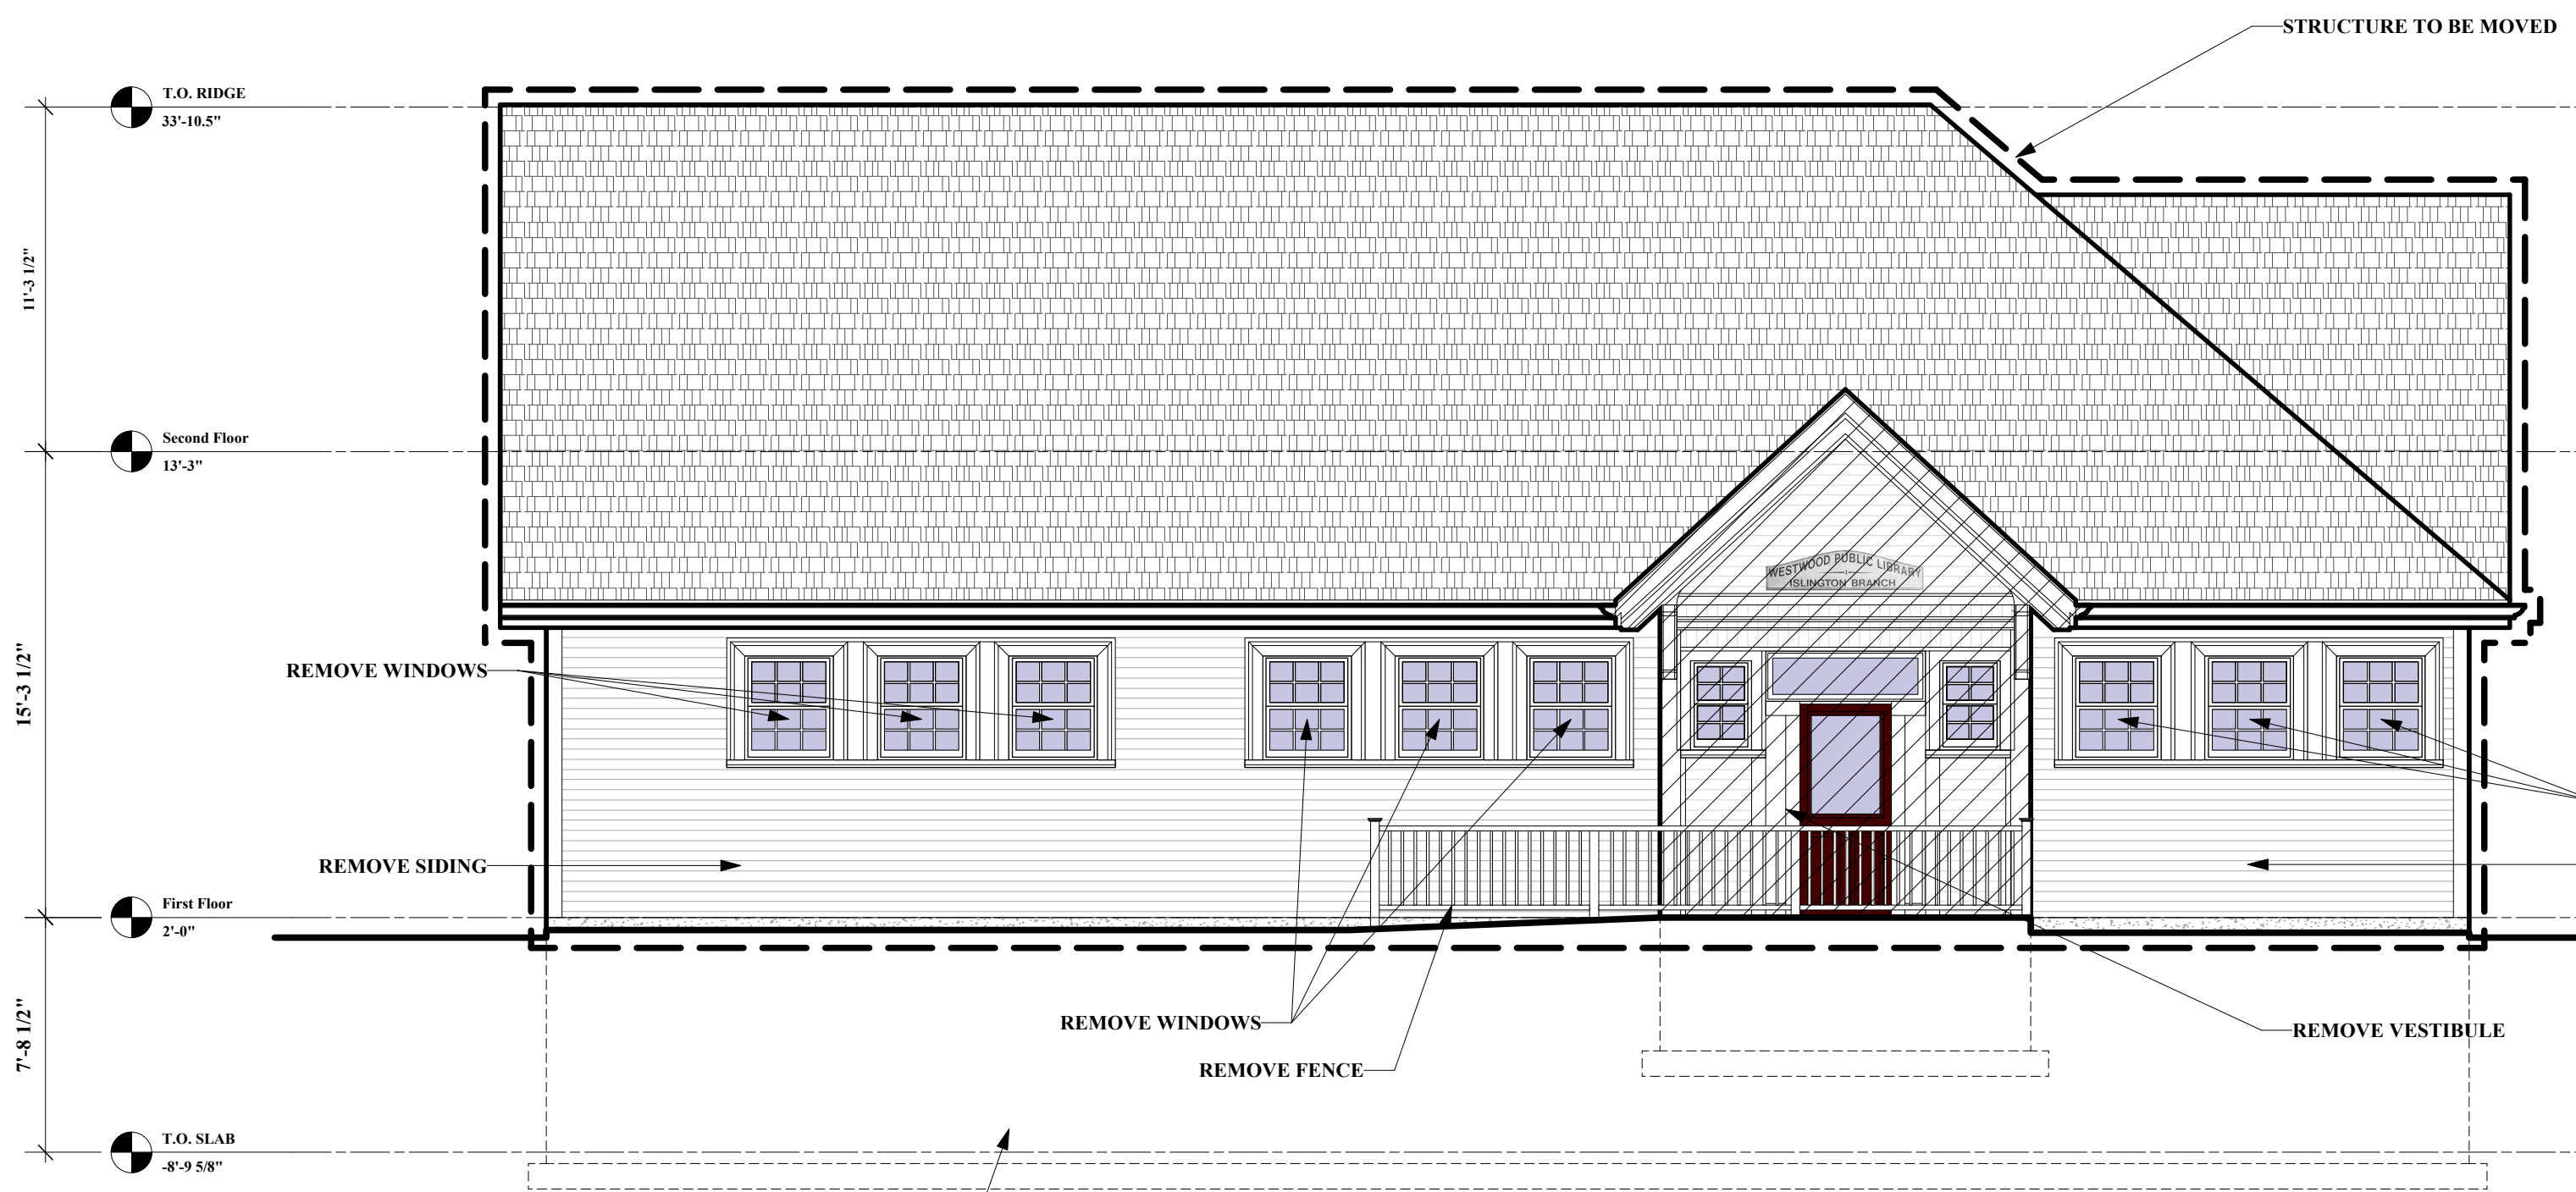 STRUCTURE TO BE MOVED
T.O. RIDGE
33'-10.5"
11'-3 1/2"
Second Floor
13'-3"
WESTWOOD PUBLIC LIBRARY
ISLINGTON BRANCH
REMOVE WINDOWS
15'-3 1/2"
REMOVE SIDING
First Floor
2'-0"
REMOVE WINDOWS
REMOVE VESTIBULE
7'-8 1/2"
REMOVE FENCE
T.O. SLAB
-8'-9 5/8"